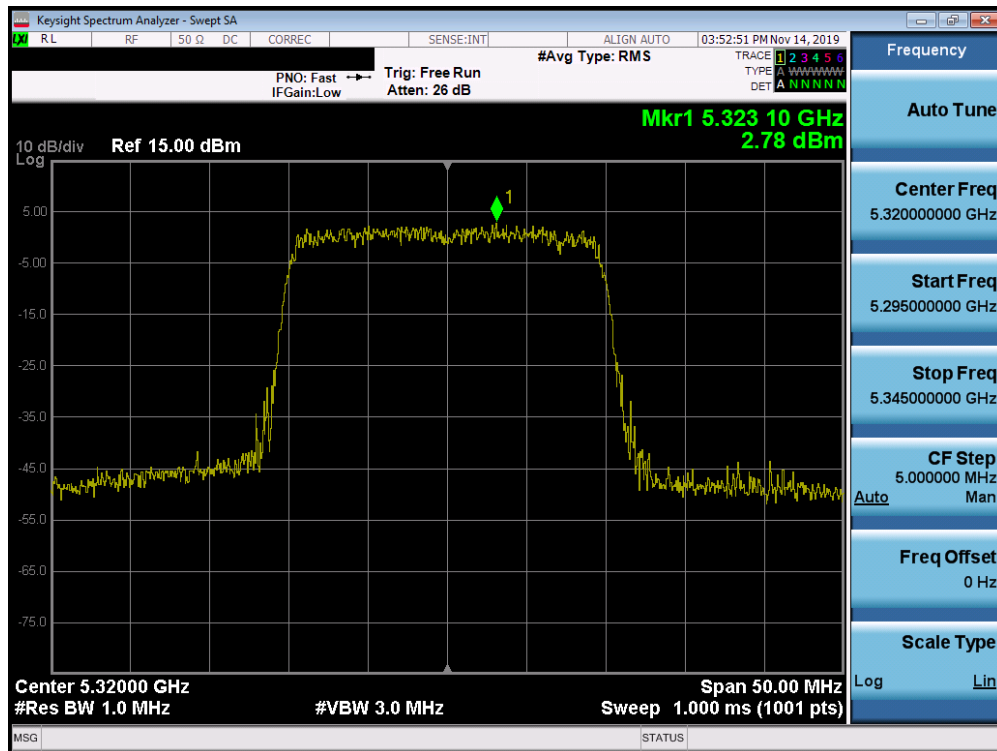 Keysight Spectrum Analyzer - Swept SA
LXI RL RF 50 Ω DC CORREC SENSE:INT ALIGN AUTO 03:52:51 PM Nov 14, 2019
Frequency
#Avg Type: RMS
TRACE 1 2 3 4 5 6
PNO: Fast Trig: Free Run
TYPE A WWWWW
IFGain:Low Atten: 26 dB
DET A N N N N N
Auto Tune
Mkr1 5.323 10 GHz
2.78 dBm
10 dB/div Ref 15.00 dBm
Log
Center Freq
5.320000000 GHz
1
5.00
-5.00
-15.0
-25.0
-35.0
-45.0
-55.0
-65.0
-75.0
Start Freq
5.295000000 GHz
Stop Freq
5.345000000 GHz
CF Step
5.000000 MHz
Auto Man
Freq Offset
0 Hz
Scale Type
Log Lin
Center 5.32000 GHz Span 50.00 MHz
#Res BW 1.0 MHz #VBW 3.0 MHz Sweep 1.000 ms (1001 pts)
MSG STATUS